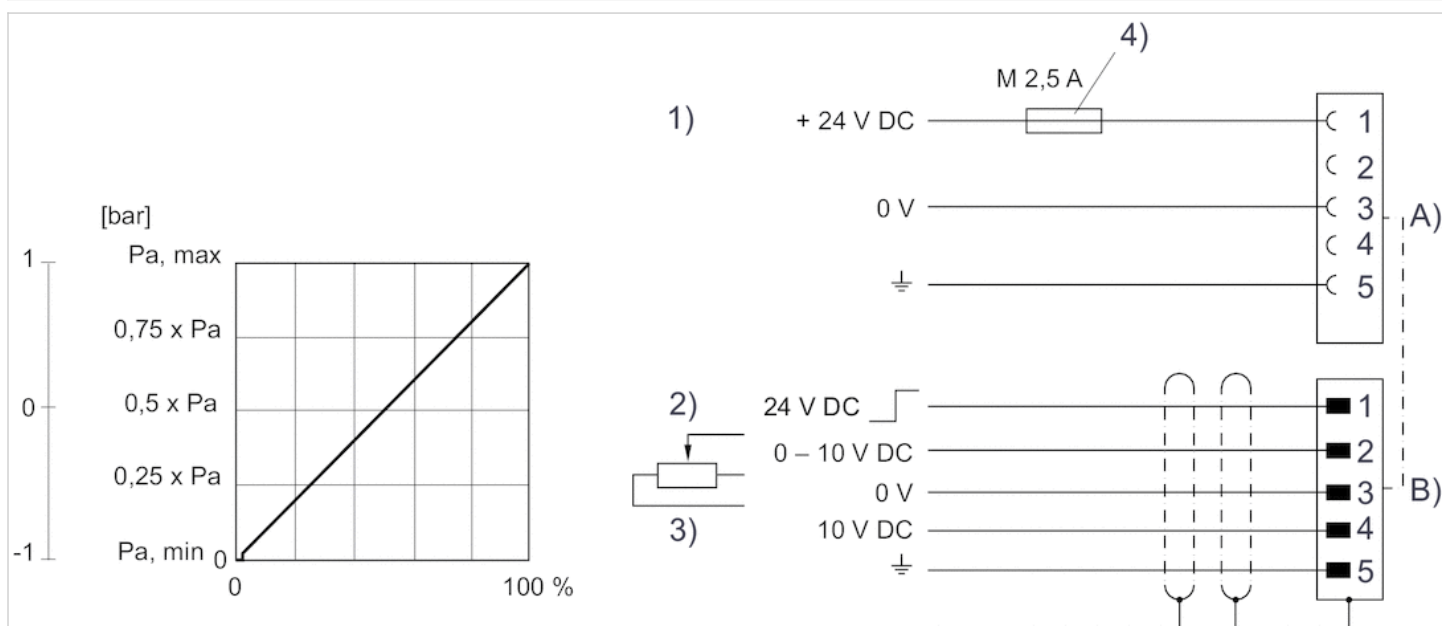 4)
M 2,5 A
1)
+ 24 V DC
1
2
0 V
3
A)
4
5
[bar]
1
Pa, max
0,75 x Pa
0
0,5 x Pa
0,25 x Pa
-1
Pa, min 0
0
100 %
2)
24 V DC
1
0 – 10 V DC
2
0 V
3
B)
3)
10 V DC
4
5